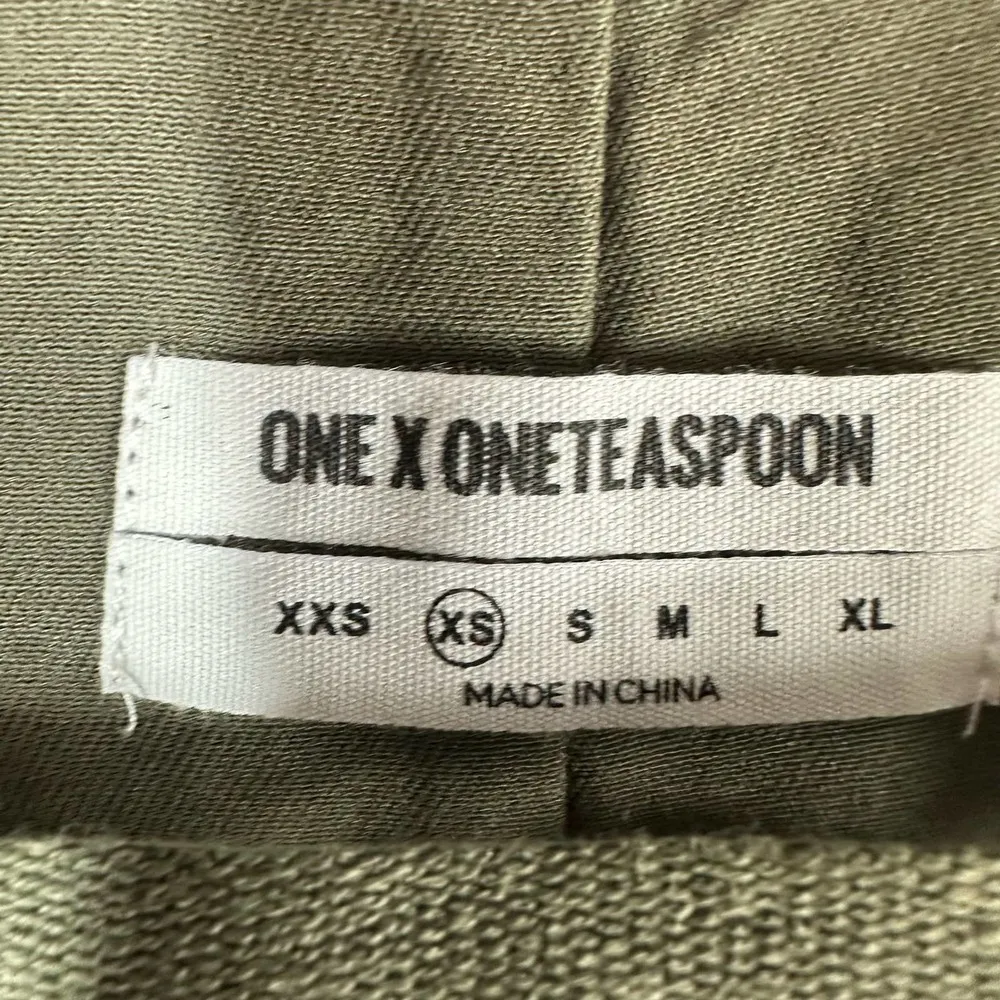 ONE X ONETEASPOON
XXS XS S M L XL
MADE IN CHINA